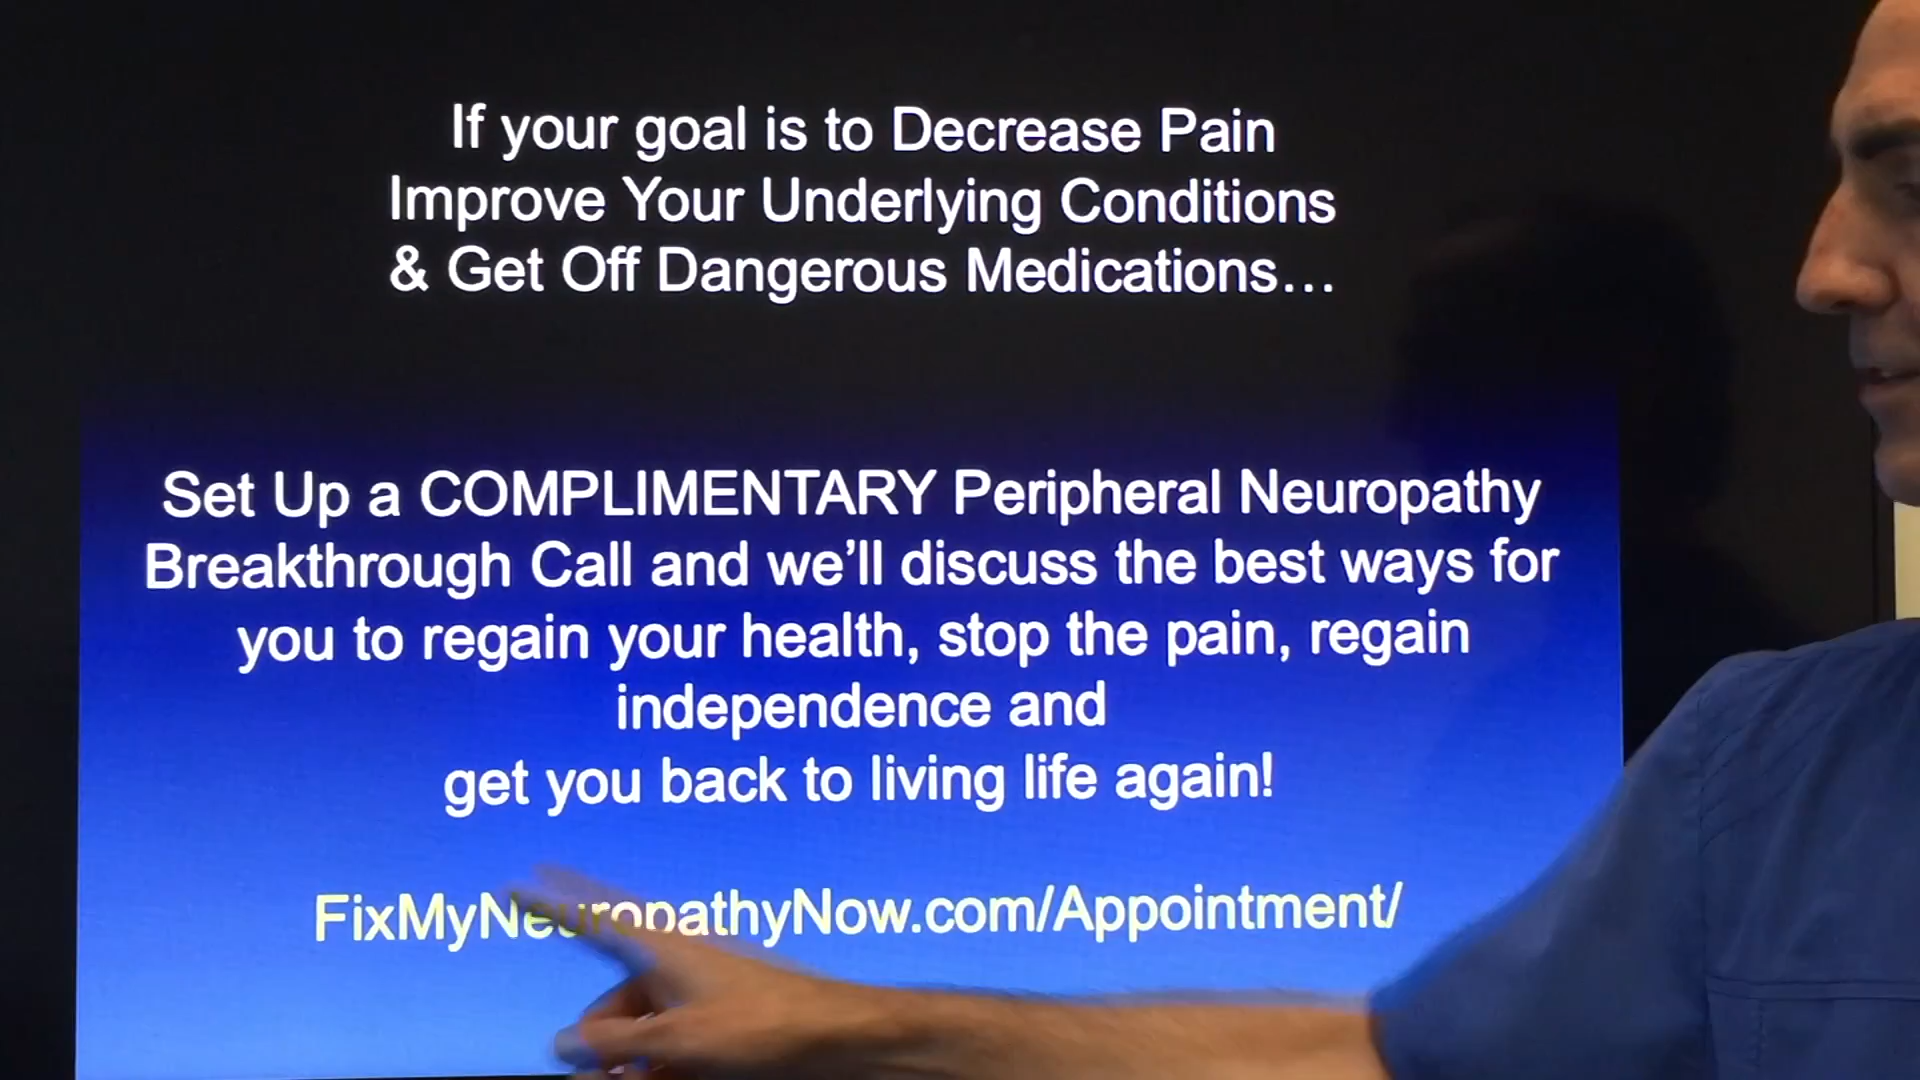 If your goal is to Decrease Pain
Improve Your Underlying Conditions
& Get Off Dangerous Medications…
Set Up a COMPLIMENTARY Peripheral Neuropathy
Breakthrough Call and we’ll discuss the best ways for
you to regain your health, stop the pain, regain
independence and
get you back to living life again!
FixMyNeuropathyNow.com/Appointment/